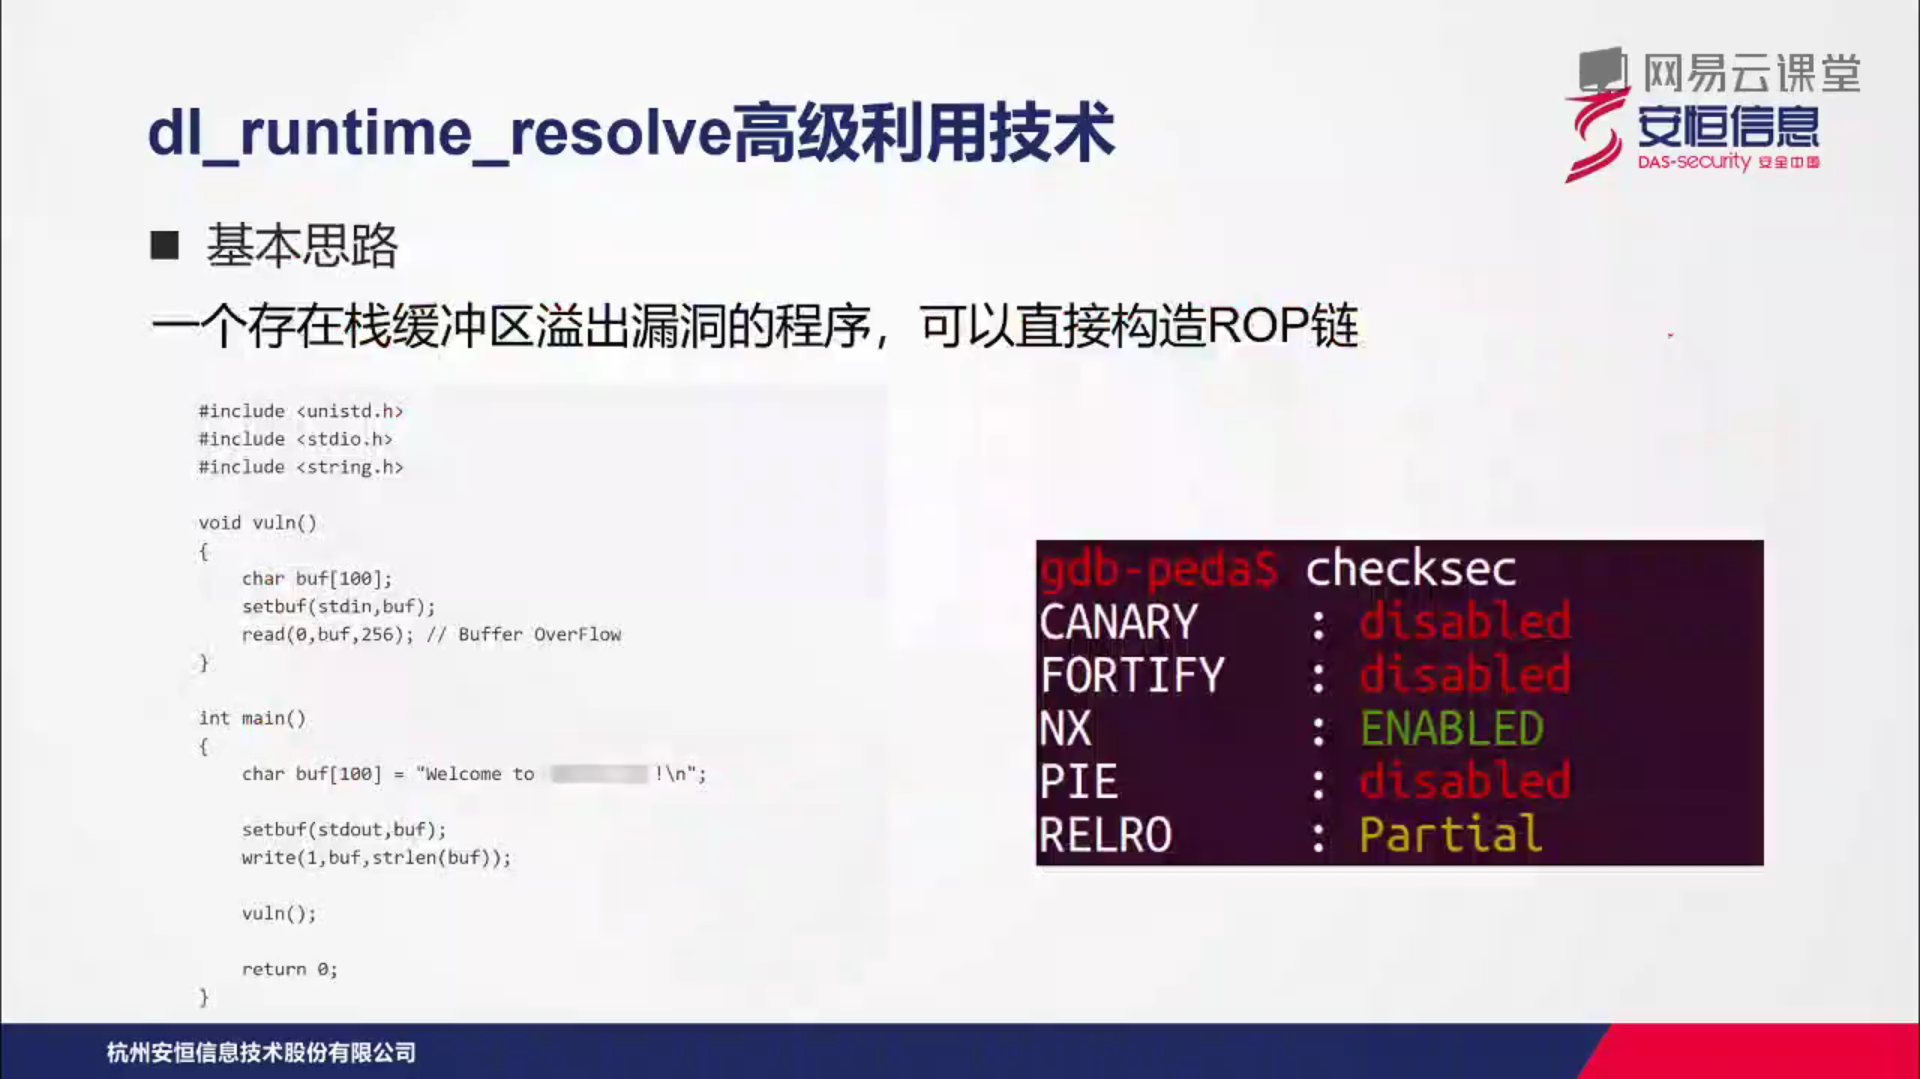 网易云课堂
安恒信息
DAS-security 安全中国
dl_runtime_resolve高级利用技术
■ 基本思路
一个存在栈缓冲区溢出漏洞的程序，可以直接构造ROP链
#include <unistd.h>
#include <stdio.h>
#include <string.h>
void vuln()
{
char buf[100];
setbuf(stdin,buf);
read(0,buf,256); // Buffer OverFlow
}
int main()
{
char buf[100] = "Welcome to !\n";
setbuf(stdout,buf);
write(1,buf,strlen(buf));
vuln();
return 0;
}
gdb-peda$ checksec
CANARY : disabled
FORTIFY : disabled
NX : ENABLED
PIE : disabled
RELRO : Partial
杭州安恒信息技术股份有限公司